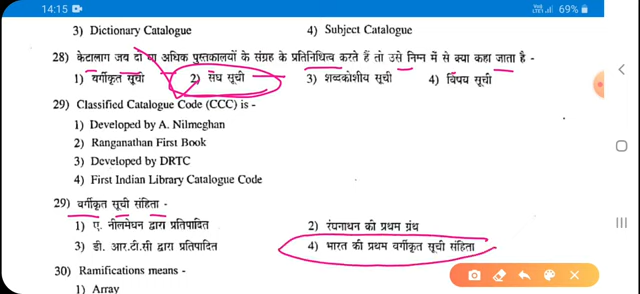 14:15 69%
3) Dictionary Catalogue 4) Subject Catalogue
28) केटालाग जब दो या अधिक पुस्तकालयों के संग्रह के प्रतिनिधित्व करते हैं तो उसे निम्न में से क्या कहा जाता है -
1) वर्गीकृत सूची 2) संघ सूची 3) शब्दकोशीय सूची 4) विषय सूची
29) Classified Catalogue Code (CCC) is -
1) Developed by A. Nilmeghan
2) Ranganathan First Book
3) Developed by DRTC
4) First Indian Library Catalogue Code
29) वर्गीकृत सूची संहिता -
1) ए. नीलमेघन द्वारा प्रतिपादित 2) रंगनाथन की प्रथम ग्रंथ
3) डी. आर.टी.सी द्वारा प्रतिपादित 4) भारत की प्रथम वर्गीकृत सूची संहिता
30) Ramifications means -
1) Array